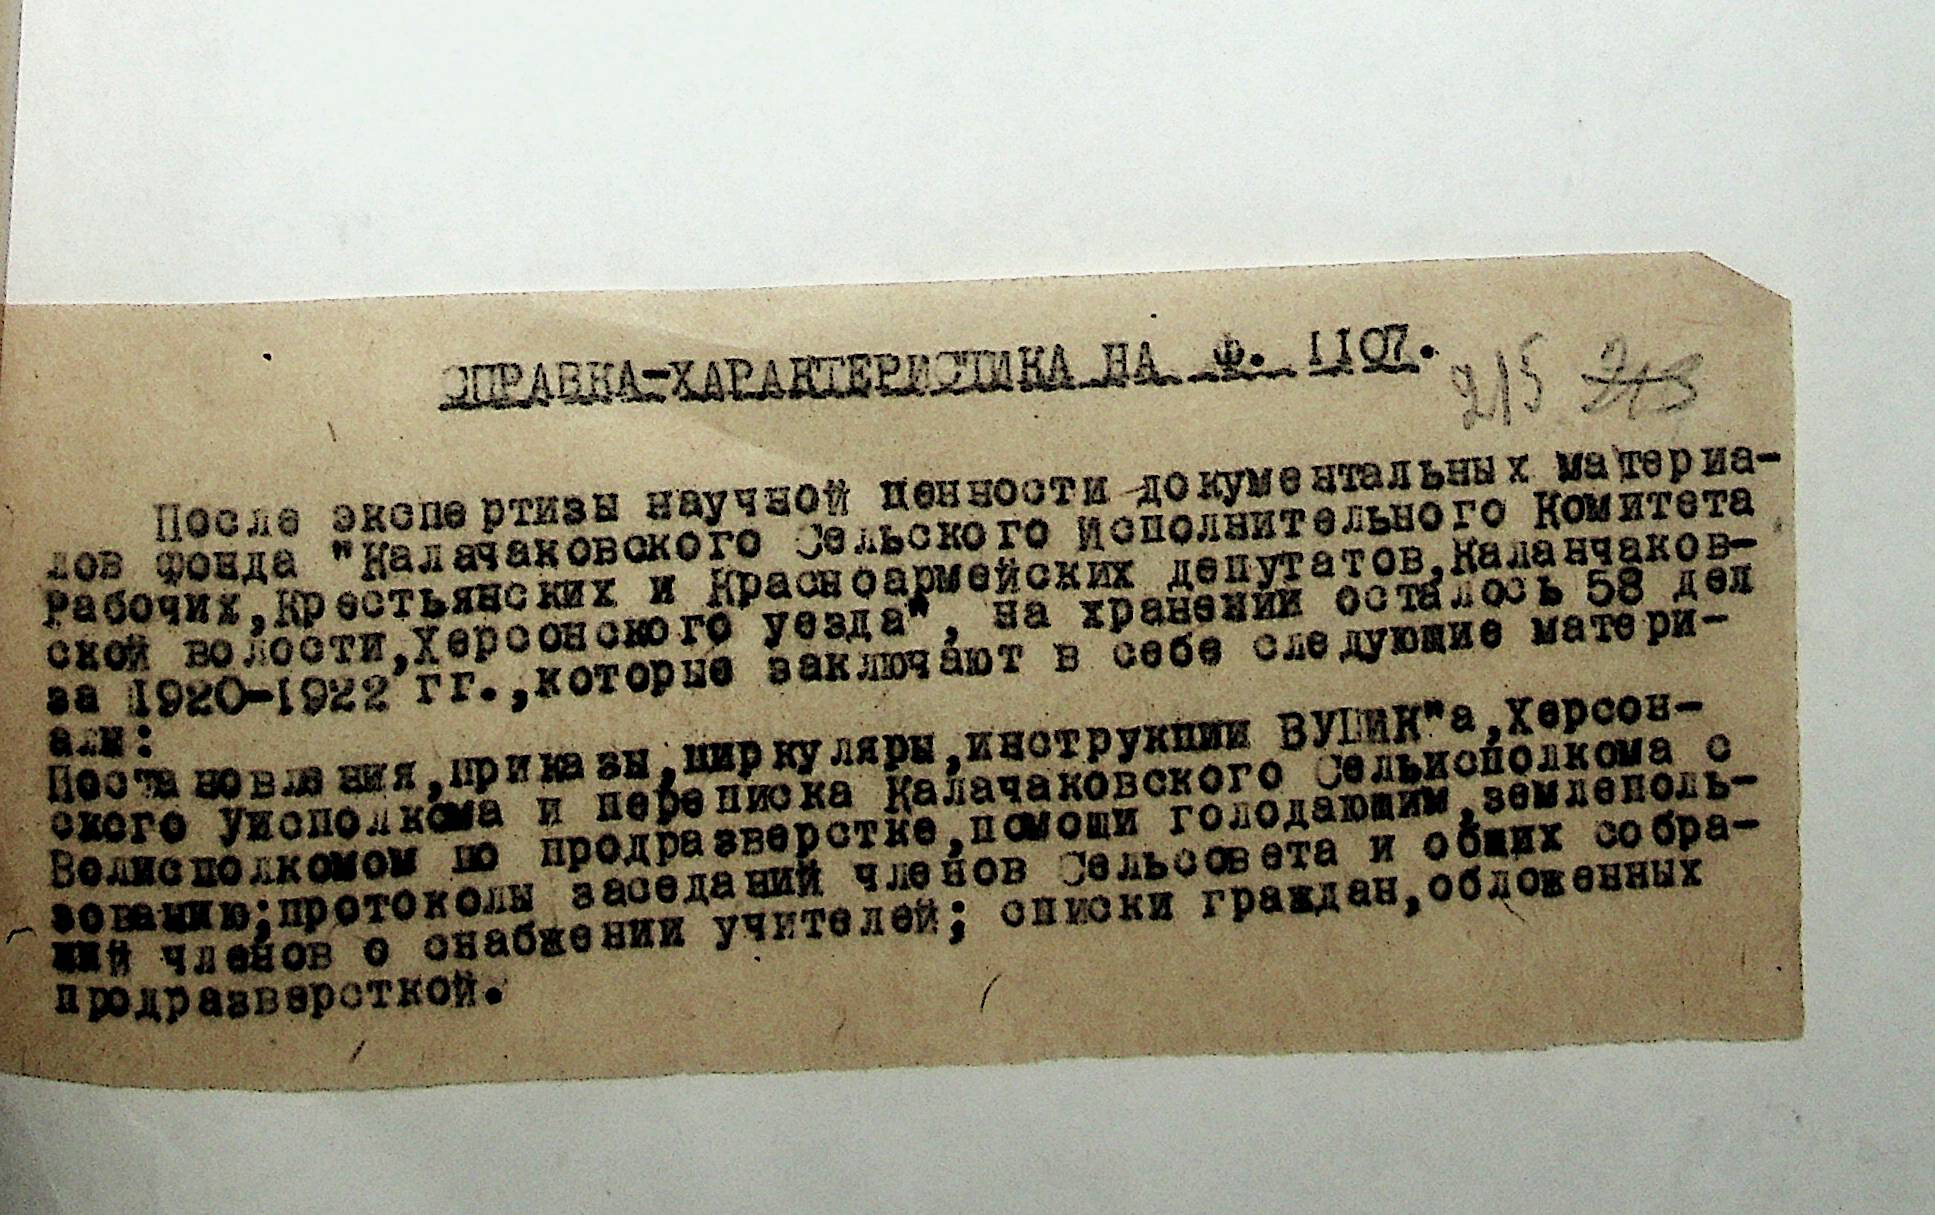 СПРАВКА-ХАРАКТЕРИСТИКА НА Ф. 1107.
215 213
После экспертизы научной ценности документальных материа-
лов фонда "Калачаковского Сельского Исполнительного Комитета
Рабочих,Крестьянских и Красноармейских депутатов,Каланчаков-
ской волости,Херсонского уезда", на хранении осталось 58 дел
за 1920-1922 гг.,которые заключают в себе следующие матери-
алы:
Постановления,приказы,циркуляры,инструкции ВУЦИК"а,Херсон-
ского Уисполкома и переписка Калачаковского Сельисполкома с
Волисполкомом по продразверстке,помощи голодающим,землеполь-
зованию;протоколы заседаний членов Сельсовета и общих собра-
ний членов о снабжении учителей; списки граждан,обложенных
продразверсткой.